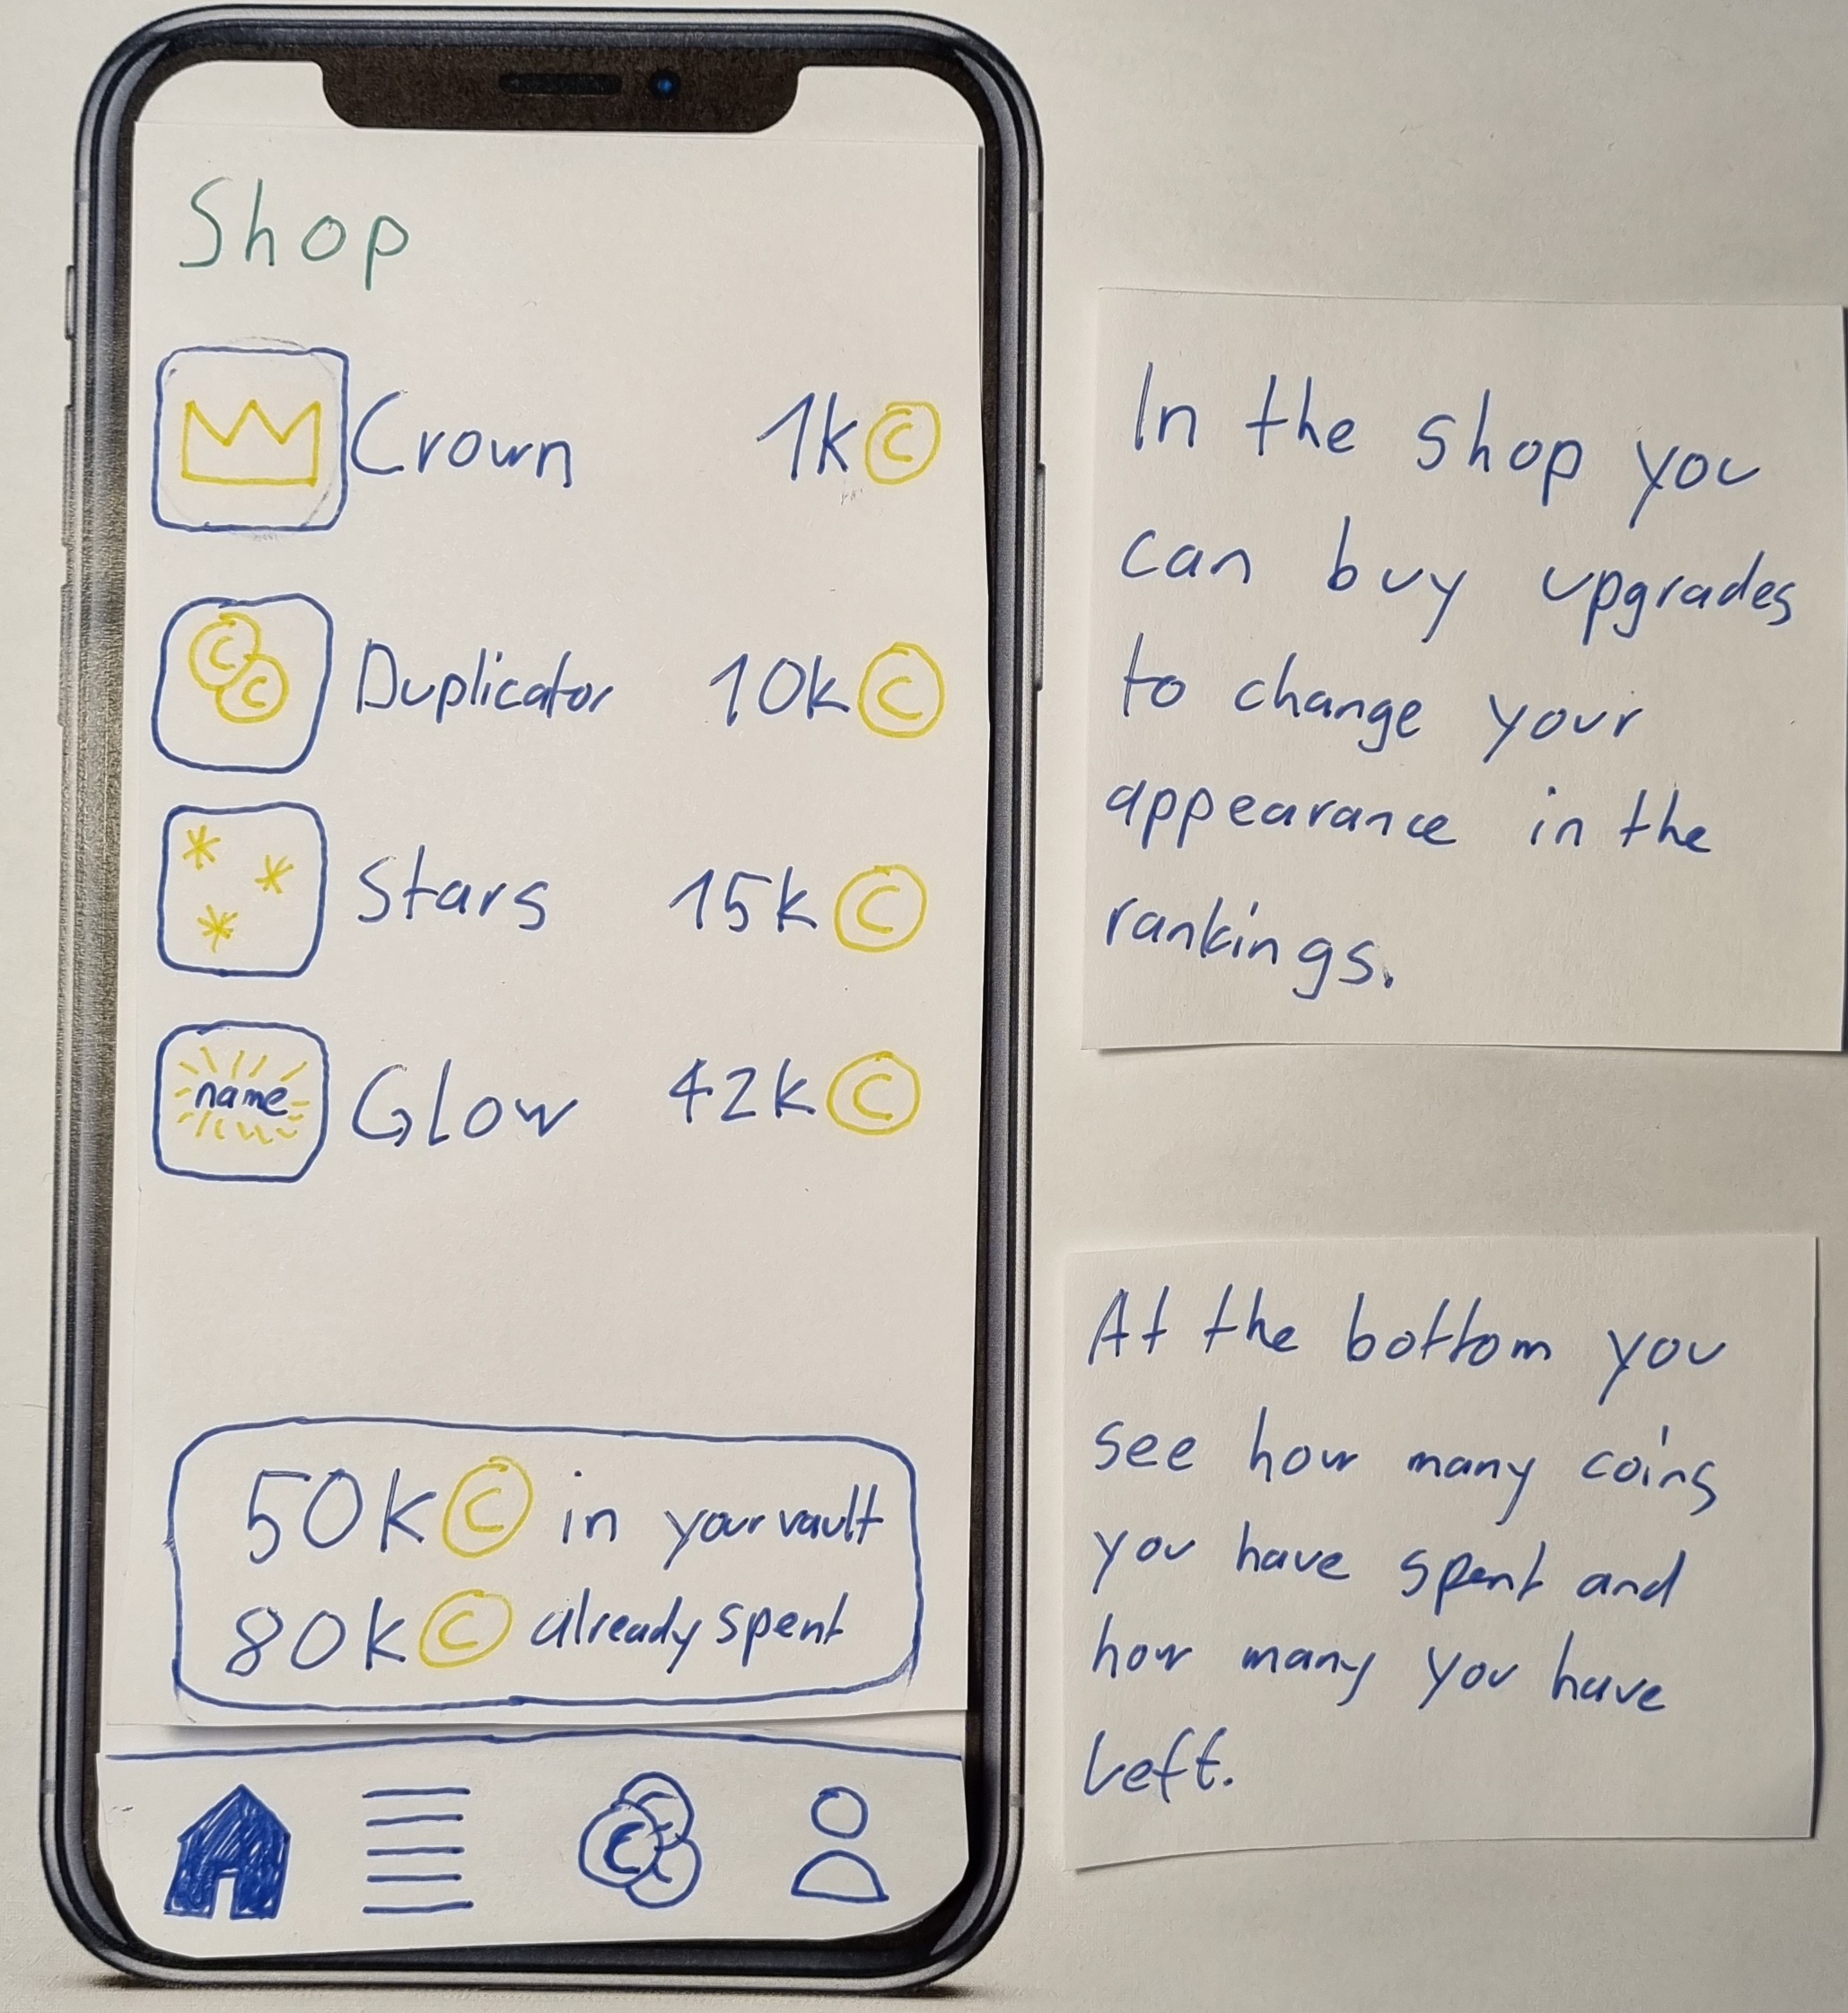 Shop
Crown 1k C
C C Duplicator 10k C
Stars 15k C
name Glow 42k C
50k C in your vault
80k C already spent
C
In the shop you
can buy upgrades
to change your
appearance in the
rankings.
At the bottom you
see how many coins
you have spent and
how many you have
left.